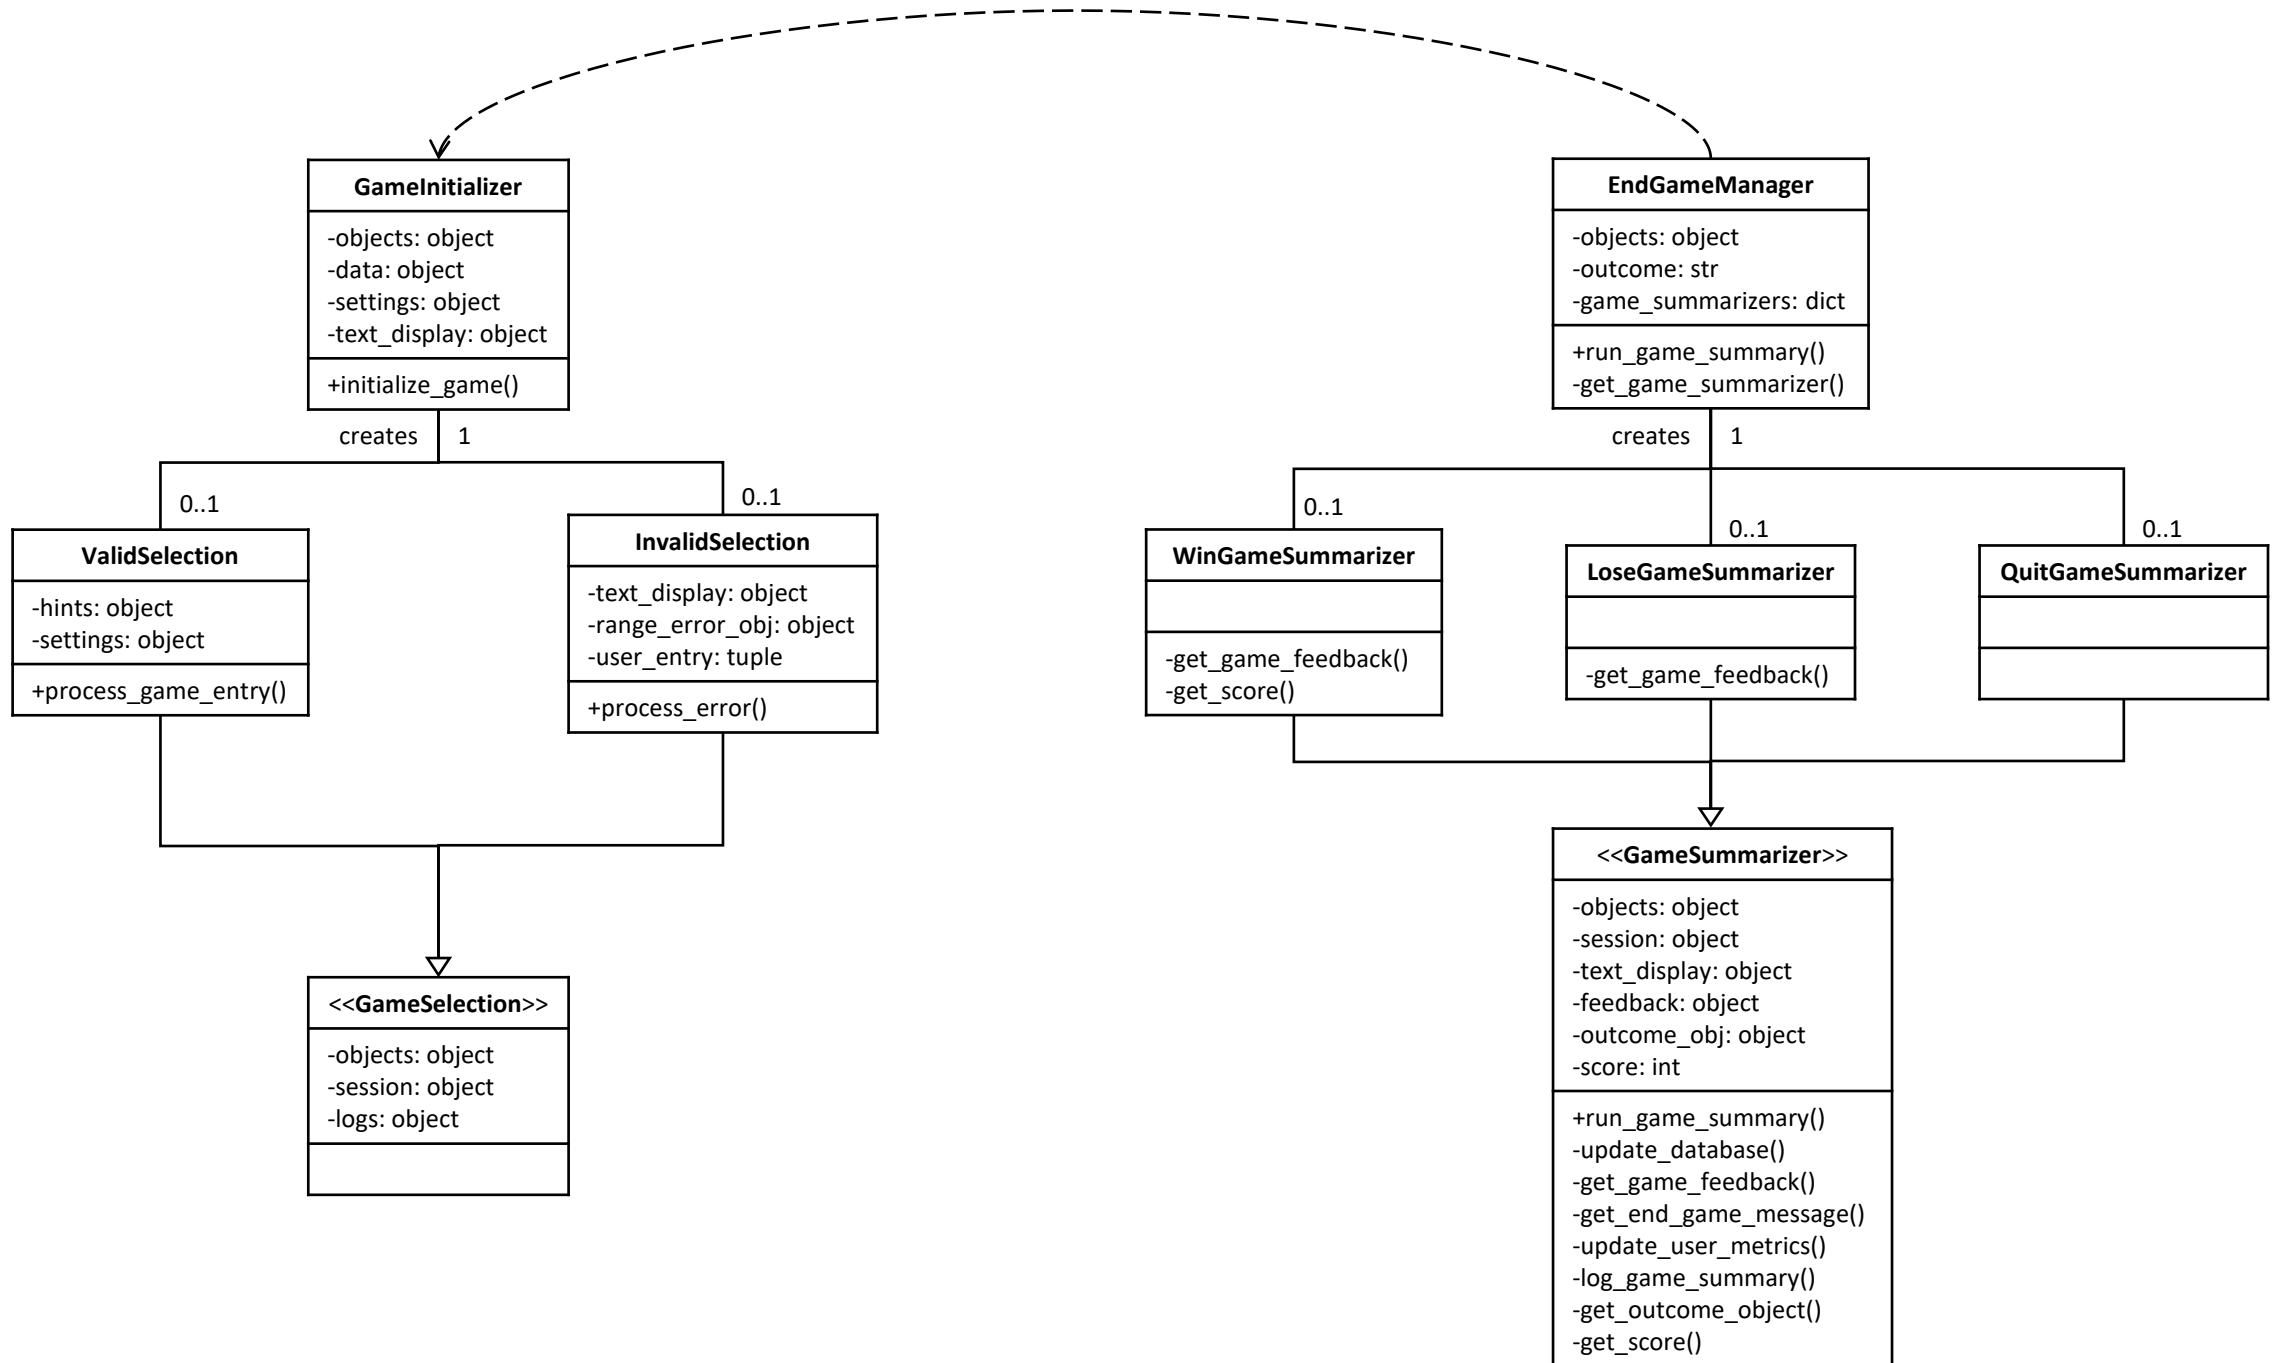 GameInitializer
-objects: object
-data: object
-settings: object
-text_display: object
+initialize_game()
creates
1
0..1
0..1
ValidSelection
-hints: object
-settings: object
+process_game_entry()
InvalidSelection
-text_display: object
-range_error_obj: object
-user_entry: tuple
+process_error()
<<GameSelection>>
-objects: object
-session: object
-logs: object
EndGameManager
-objects: object
-outcome: str
-game_summarizers: dict
+run_game_summary()
-get_game_summarizer()
creates
1
0..1
0..1
0..1
WinGameSummarizer
-get_game_feedback()
-get_score()
LoseGameSummarizer
-get_game_feedback()
QuitGameSummarizer
<<GameSummarizer>>
-objects: object
-session: object
-text_display: object
-feedback: object
-outcome_obj: object
-score: int
+run_game_summary()
-update_database()
-get_game_feedback()
-get_end_game_message()
-update_user_metrics()
-log_game_summary()
-get_outcome_object()
-get_score()